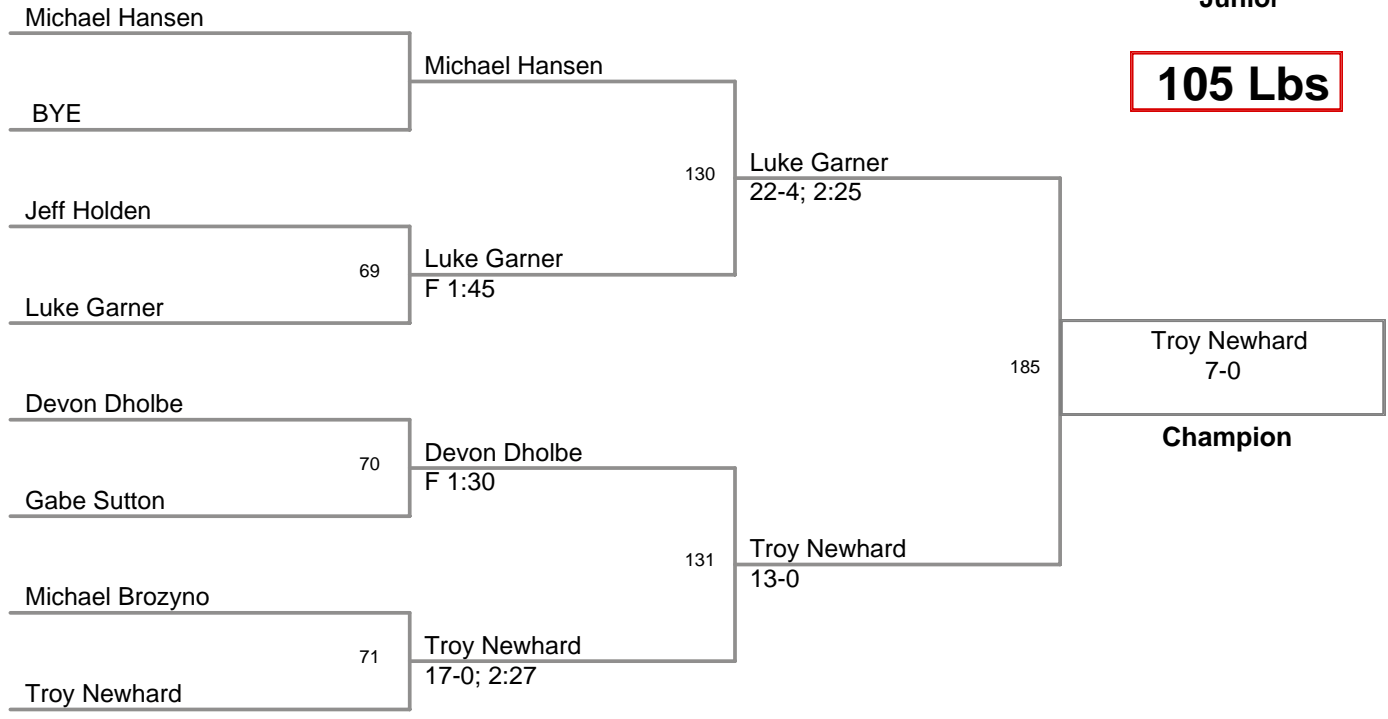 Junior
105 Lbs
Michael Hansen
BYE
Jeff Holden
69
Luke Garner
Devon Dholbe
70
Gabe Sutton
Michael Brozyno
71
Troy Newhard
Michael Hansen
130
Luke Garner
F 1:45
Devon Dholbe
F 1:30
131
Troy Newhard
17-0; 2:27
Luke Garner
22-4; 2:25
185
Troy Newhard
13-0
Troy Newhard
7-0
Champion